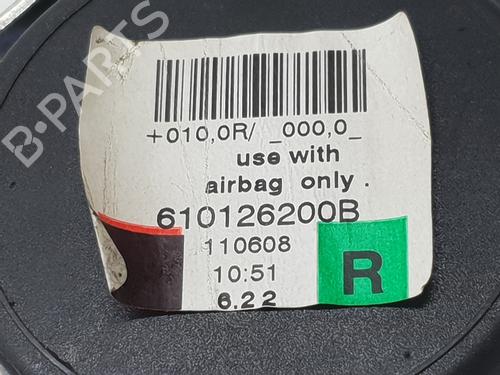 +010,0R/ _000,0_
use with
airbag only .
610126200B
110608
10:51
6.22
R
B-PARTS